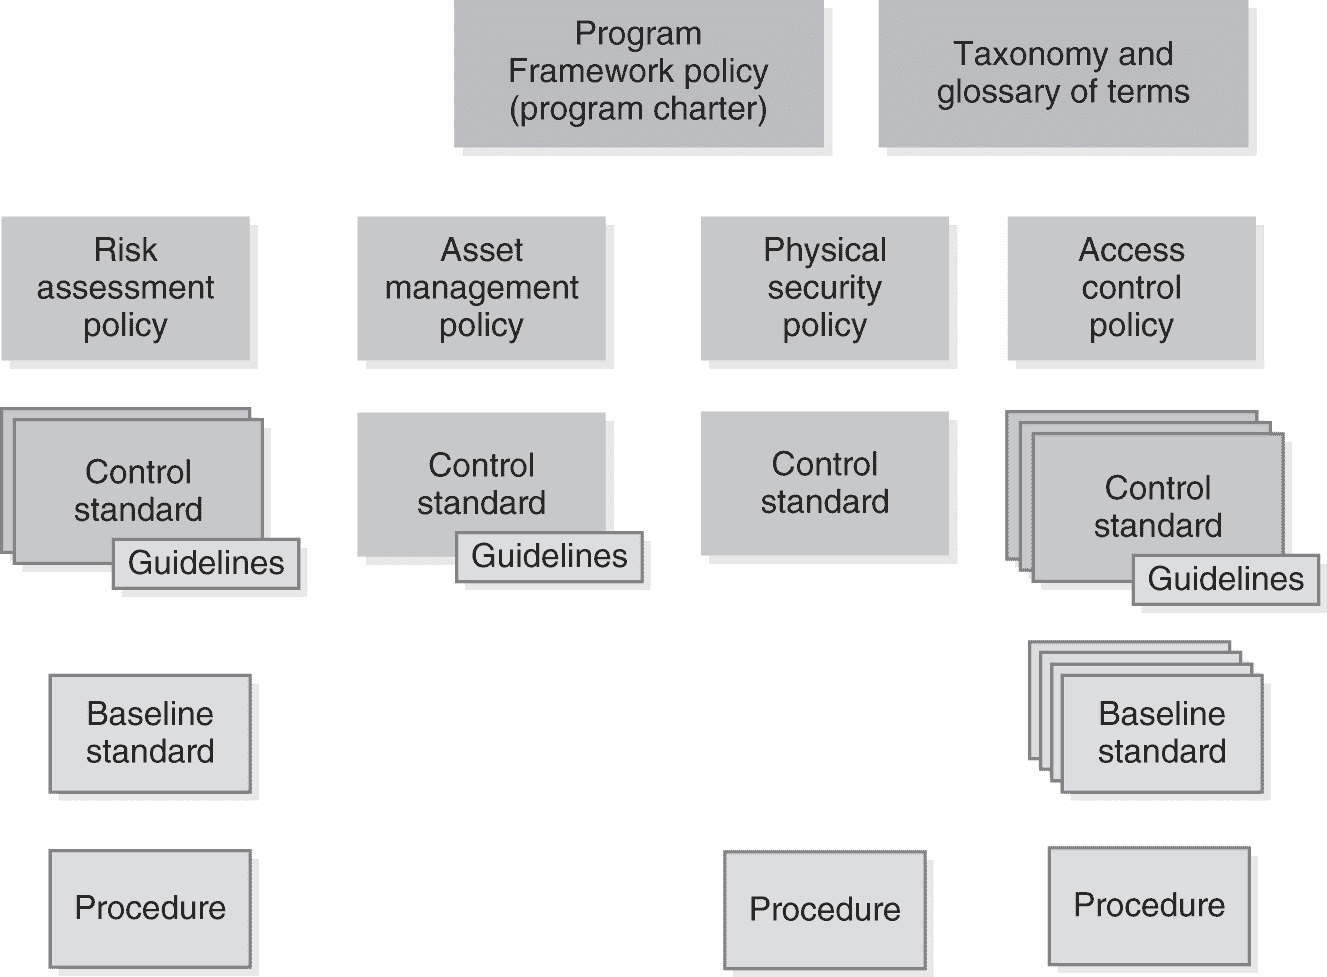 Program
Framework policy
(program charter)
Taxonomy and
glossary of terms
Risk
assessment
policy
Asset
management
policy
Physical
security
policy
Access
control
policy
Control
standard
Guidelines
Control
standard
Guidelines
Control
standard
Control
standard
Guidelines
Baseline
standard
Baseline
standard
Procedure
Procedure
Procedure